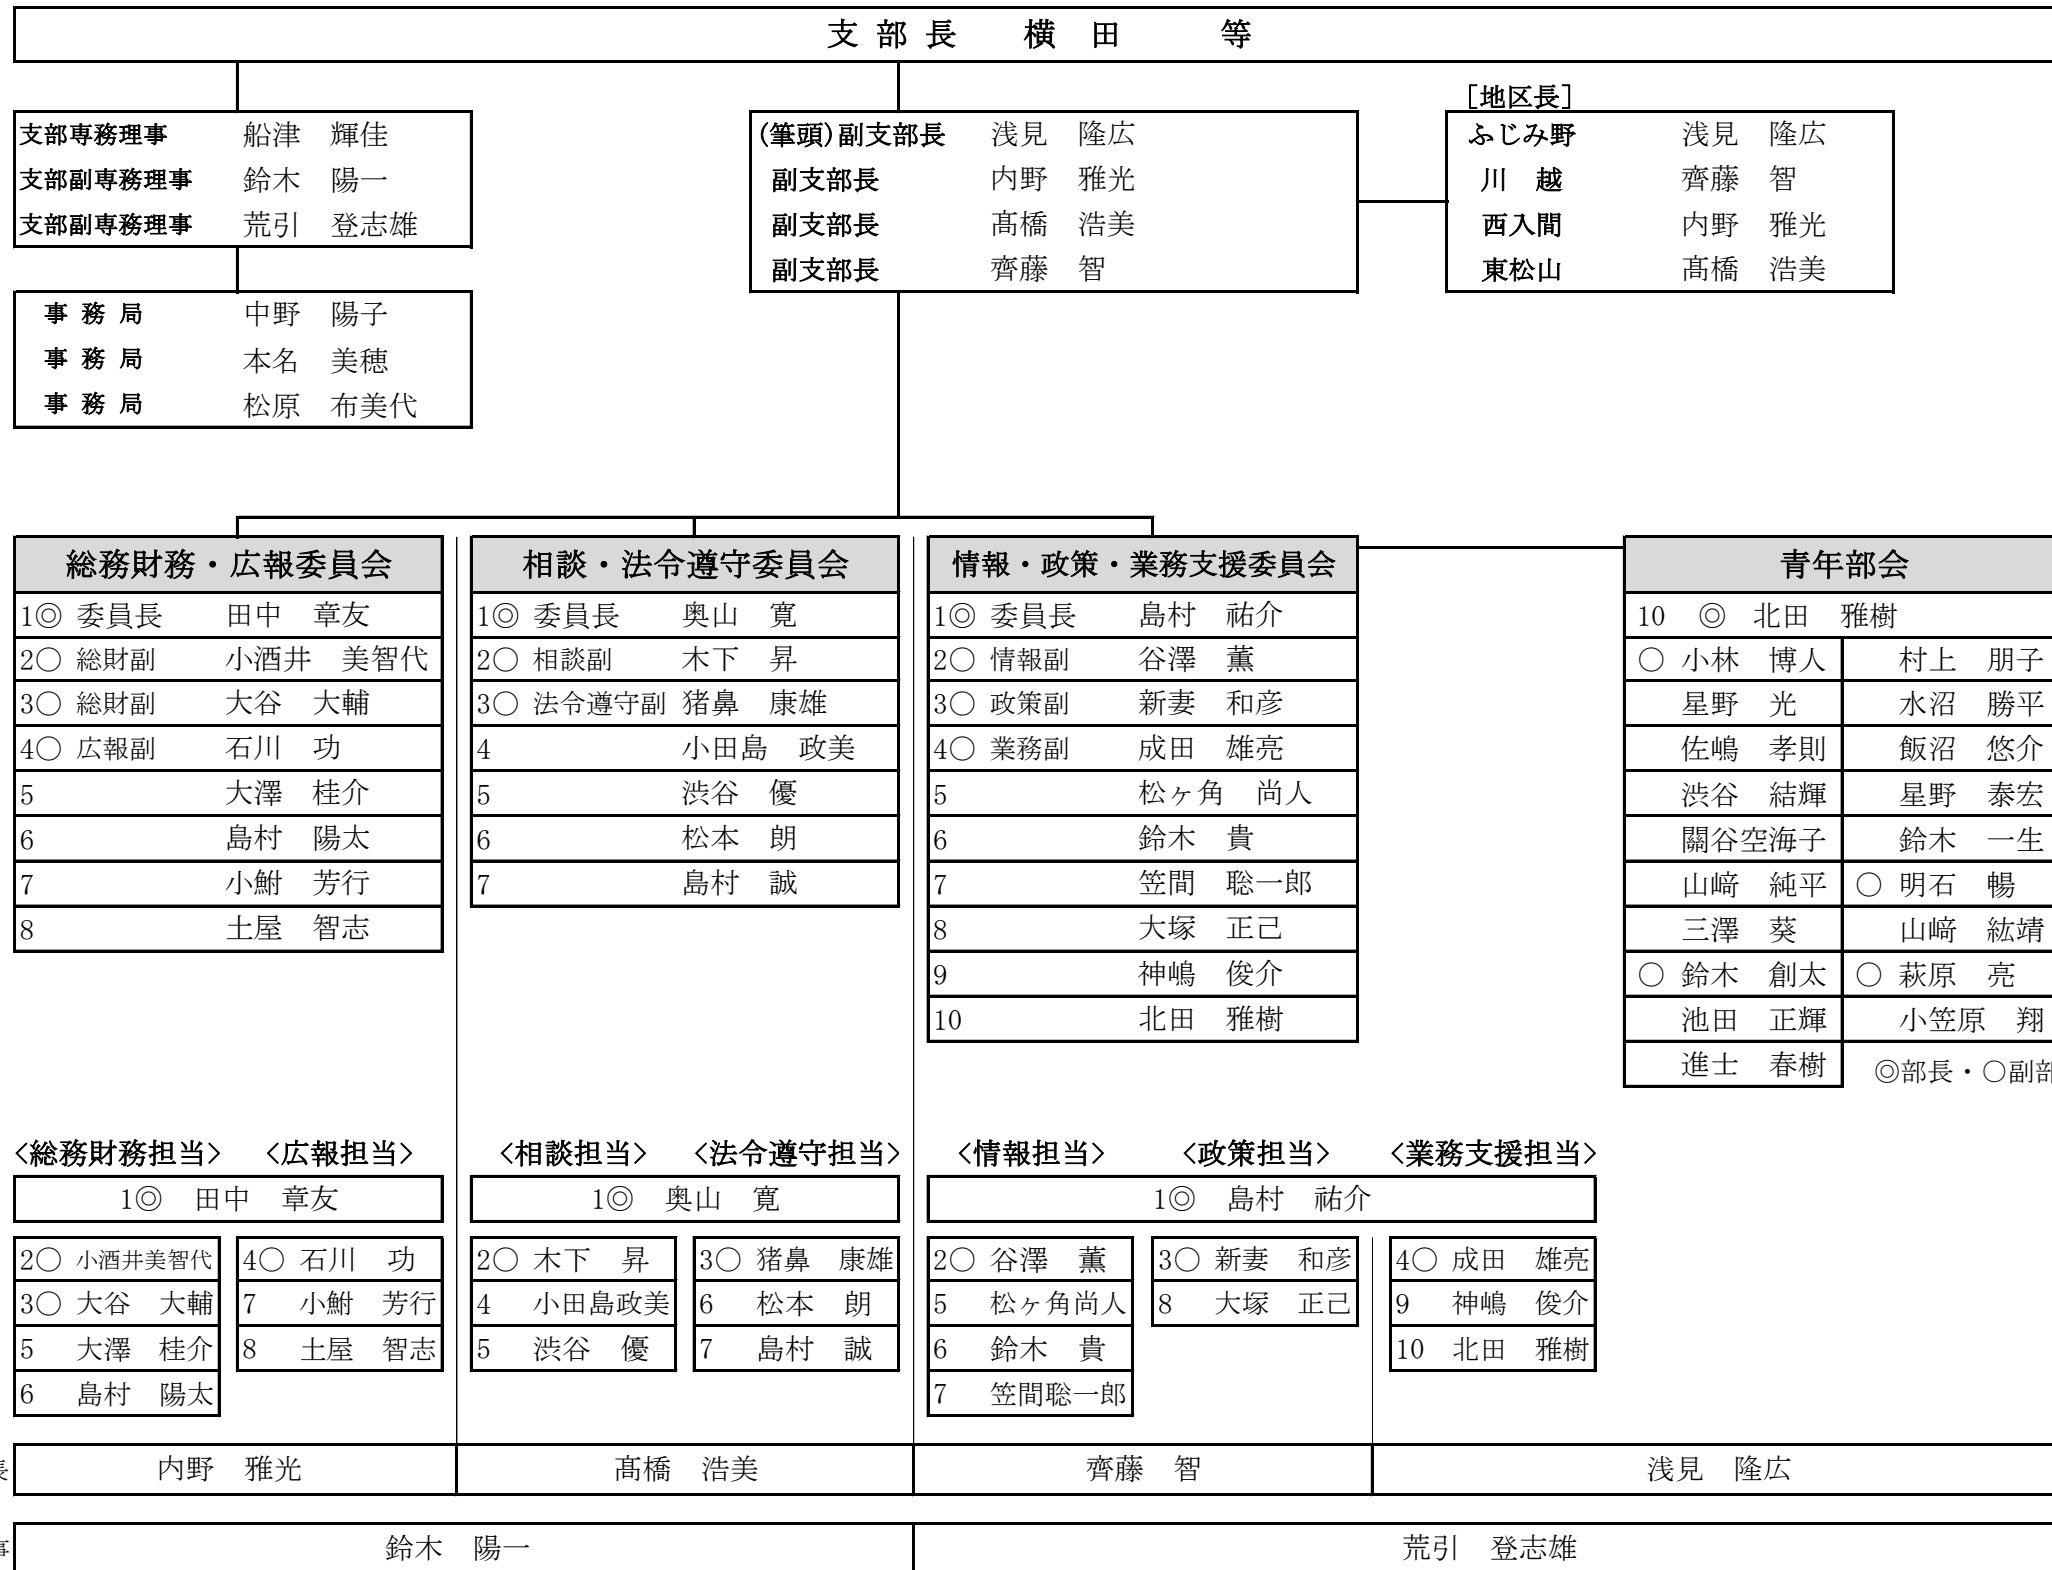 支部長 横田 等
[地区長]
支部専務理事 船津 輝佳
支部副専務理事 鈴木 陽一
支部副専務理事 荒引 登志雄
(筆頭)副支部長 浅見 隆広
副支部長 内野 雅光
副支部長 髙橋 浩美
副支部長 齊藤 智
ふじみ野 浅見 隆広
川 越 齊藤 智
西入間 内野 雅光
東松山 髙橋 浩美
事務局 中野 陽子
事務局 本名 美穂
事務局 松原 布美代
総務財務・広報委員会
1◎ 委員長 田中 章友
2○ 総財副 小酒井 美智代
3○ 総財副 大谷 大輔
4○ 広報副 石川 功
5 大澤 桂介
6 島村 陽太
7 小鮒 芳行
8 土屋 智志
相談・法令遵守委員会
1◎ 委員長 奥山 寛
2○ 相談副 木下 昇
3○ 法令遵守副 猪鼻 康雄
4 小田島 政美
5 渋谷 優
6 松本 朗
7 島村 誠
情報・政策・業務支援委員会
1◎ 委員長 島村 祐介
2○ 情報副 谷澤 薫
3○ 政策副 新妻 和彦
4○ 業務副 成田 雄亮
5 松ヶ角 尚人
6 鈴木 貴
7 笠間 聡一郎
8 大塚 正己
9 神嶋 俊介
10 北田 雅樹
青年部会
10 ◎ 北田 雅樹
○ 小林 博人 村上 朋子
星野 光 水沼 勝平
佐嶋 孝則 飯沼 悠介
渋谷 結輝 星野 泰宏
關谷空海子 鈴木 一生
山﨑 純平 ○ 明石 暢
三澤 葵 山﨑 紘靖
○ 鈴木 創太 ○ 萩原 亮
池田 正輝 小笠原 翔
進士 春樹 ◎部長・○副部
<総務財務担当> <広報担当>
1◎ 田中 章友
2○ 小酒井美智代 4○ 石川 功
3○ 大谷 大輔 7 小鮒 芳行
5 大澤 桂介 8 土屋 智志
6 島村 陽太
<相談担当> <法令遵守担当>
1◎ 奥山 寛
2○ 木下 昇 3○ 猪鼻 康雄
4 小田島政美 6 松本 朗
5 渋谷 優 7 島村 誠
<情報担当> <政策担当> <業務支援担当>
1◎ 島村 祐介
2○ 谷澤 薫 3○ 新妻 和彦 4○ 成田 雄亮
5 松ヶ角尚人 8 大塚 正己 9 神嶋 俊介
6 鈴木 貴 10 北田 雅樹
7 笠間聡一郎
内野 雅光 髙橋 浩美 齊藤 智 浅見 隆広
鈴木 陽一 荒引 登志雄